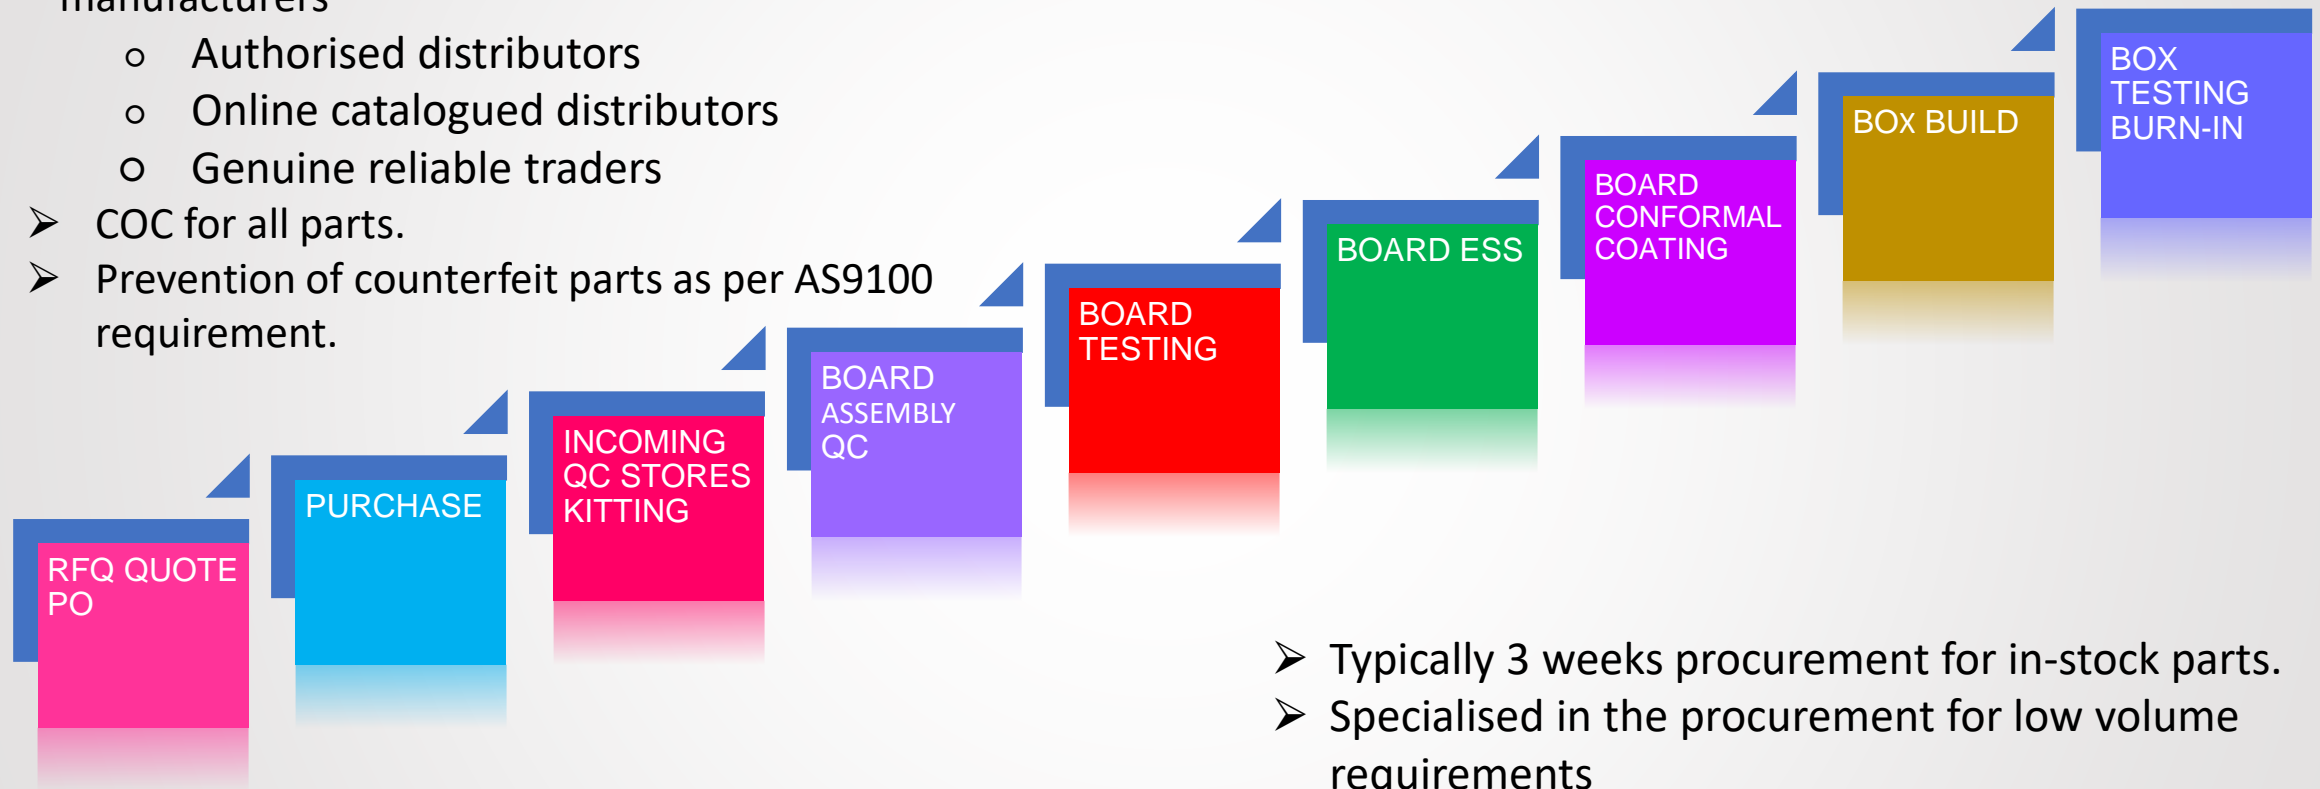 manufacturers
○ Authorised distributors
○ Online catalogued distributors
○ Genuine reliable traders
➢ COC for all parts.
➢ Prevention of counterfeit parts as per AS9100
requirement.
RFQ QUOTE
PO
PURCHASE
INCOMING
QC STORES
KITTING
BOARD
ASSEMBLY
QC
BOARD
TESTING
BOARD ESS
BOARD
CONFORMAL
COATING
BOX BUILD
BOX
TESTING
BURN-IN
➢ Typically 3 weeks procurement for in-stock parts.
➢ Specialised in the procurement for low volume
requirements